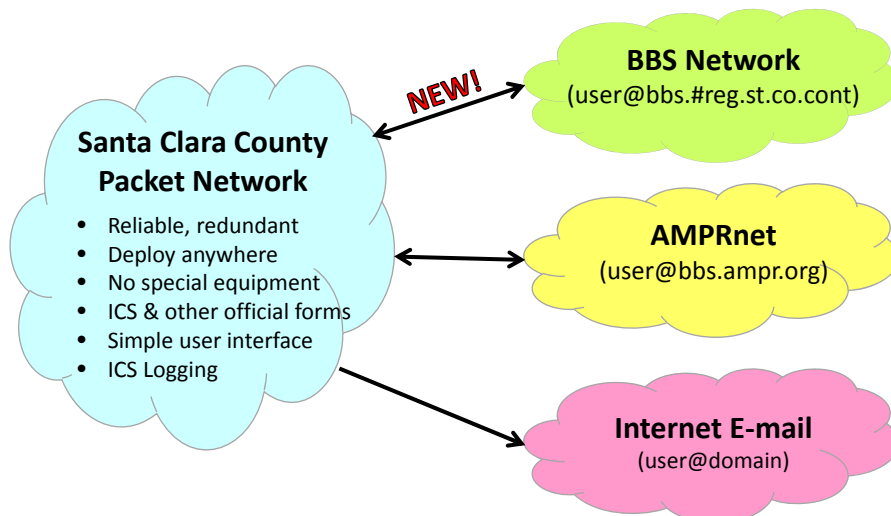 Santa Clara County
Packet Network
• Reliable, redundant
• Deploy anywhere
• No special equipment
• ICS & other official forms
• Simple user interface
• ICS Logging
NEW!
BBS Network
(user@bbs.#reg.st.co.cont)
AMPRnet
(user@bbs.ampr.org)
Internet E-mail
(user@domain)